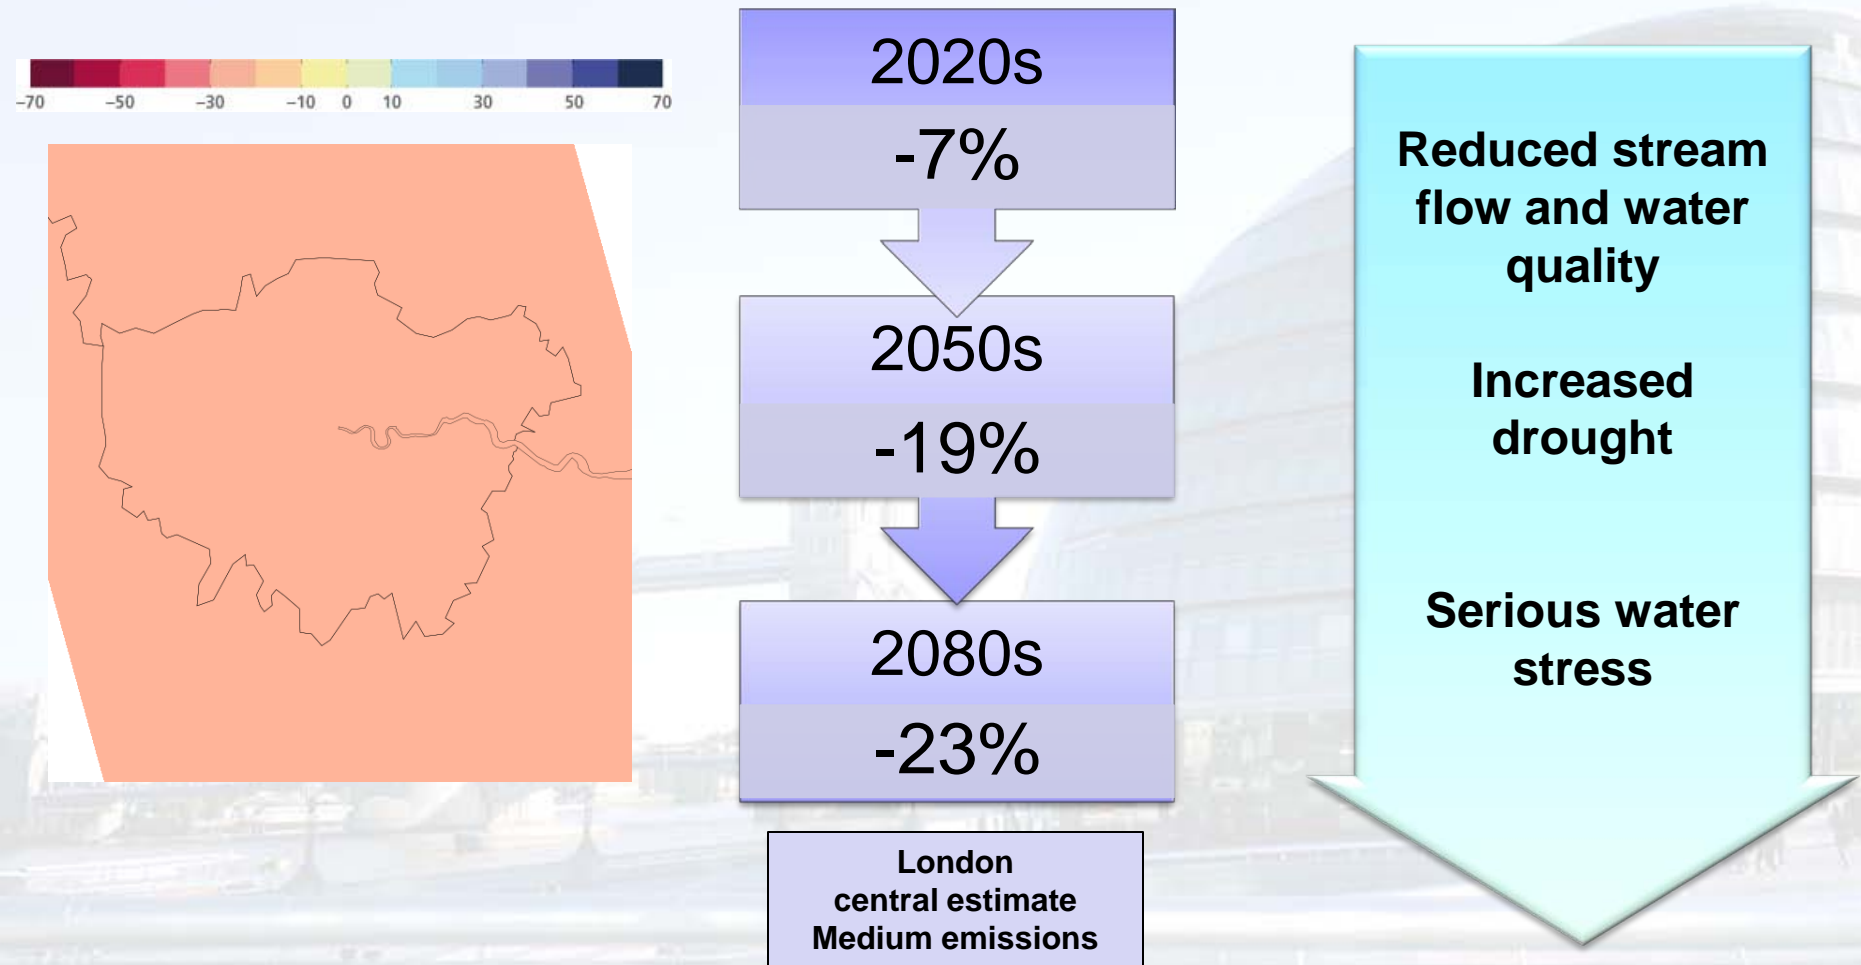 -70 -50 -30 -10 0 10 30 50 70
2020s
-7%
2050s
-19%
2080s
-23%
London
central estimate
Medium emissions
Reduced stream
flow and water
quality
Increased
drought
Serious water
stress